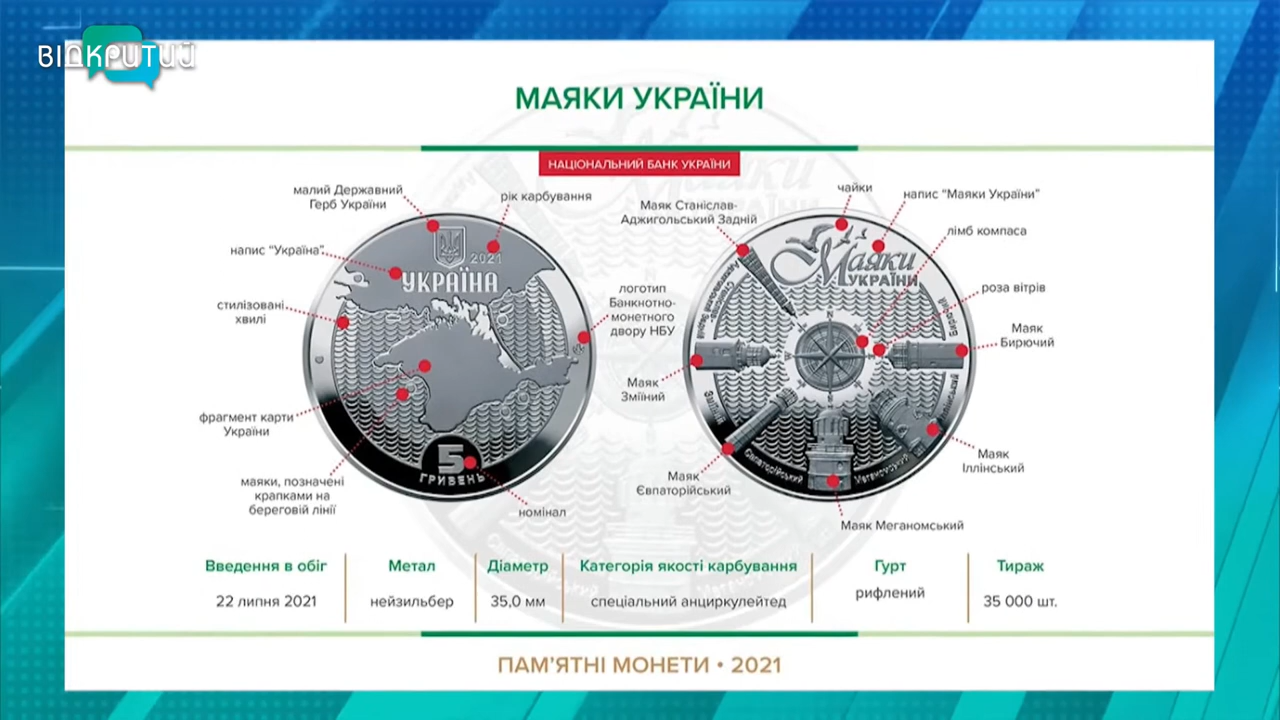 ВІДКРИТИЙ
МАЯКИ УКРАЇНИ
НАЦІОНАЛЬНИЙ БАНК УКРАЇНИ
малий Державний
Герб України
рік карбування
напис “Україна”
стилізовані
хвилі
фрагмент карти
України
маяки, позначені
крапками на
береговій лінії
номінал
логотип
Банкнотно-
монетного
двору НБУ
2021
УКРАЇНА
5
ГРИВЕНЬ
Маяк Станіслав-
Аджигольський Задній
чайки
напис “Маяки України”
лімб компаса
роза вітрів
Маяк
Бирючий
Маяк
Зміїний
Маяк
Іллінський
Маяк
Євпаторійський
Маяк Меганомський
Маяки
УКРАЇНИ
Бирючий
Зміїний
Євпаторійський
Меганомський
Введення в обіг
22 липня 2021
Метал
нейзильбер
Діаметр
35,0 мм
Категорія якості карбування
спеціальний анциркулейтед
Гурт
рифлений
Тираж
35 000 шт.
ПАМ’ЯТНІ МОНЕТИ • 2021